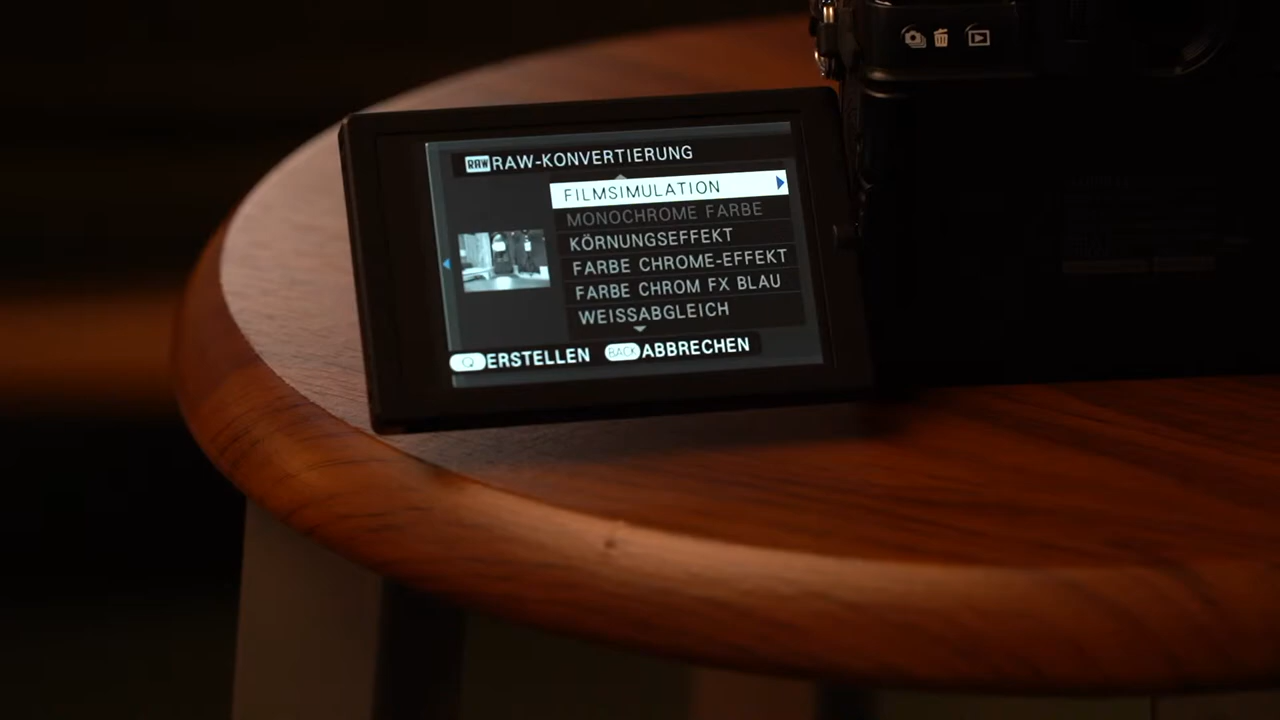 RAW RAW-KONVERTIERUNG
FILMSIMULATION
MONOCHROME FARBE
KÖRNUNGSEFFEKT
FARBE CHROME-EFFEKT
FARBE CHROM FX BLAU
WEISSABGLEICH
Q ERSTELLEN BACK ABBRECHEN